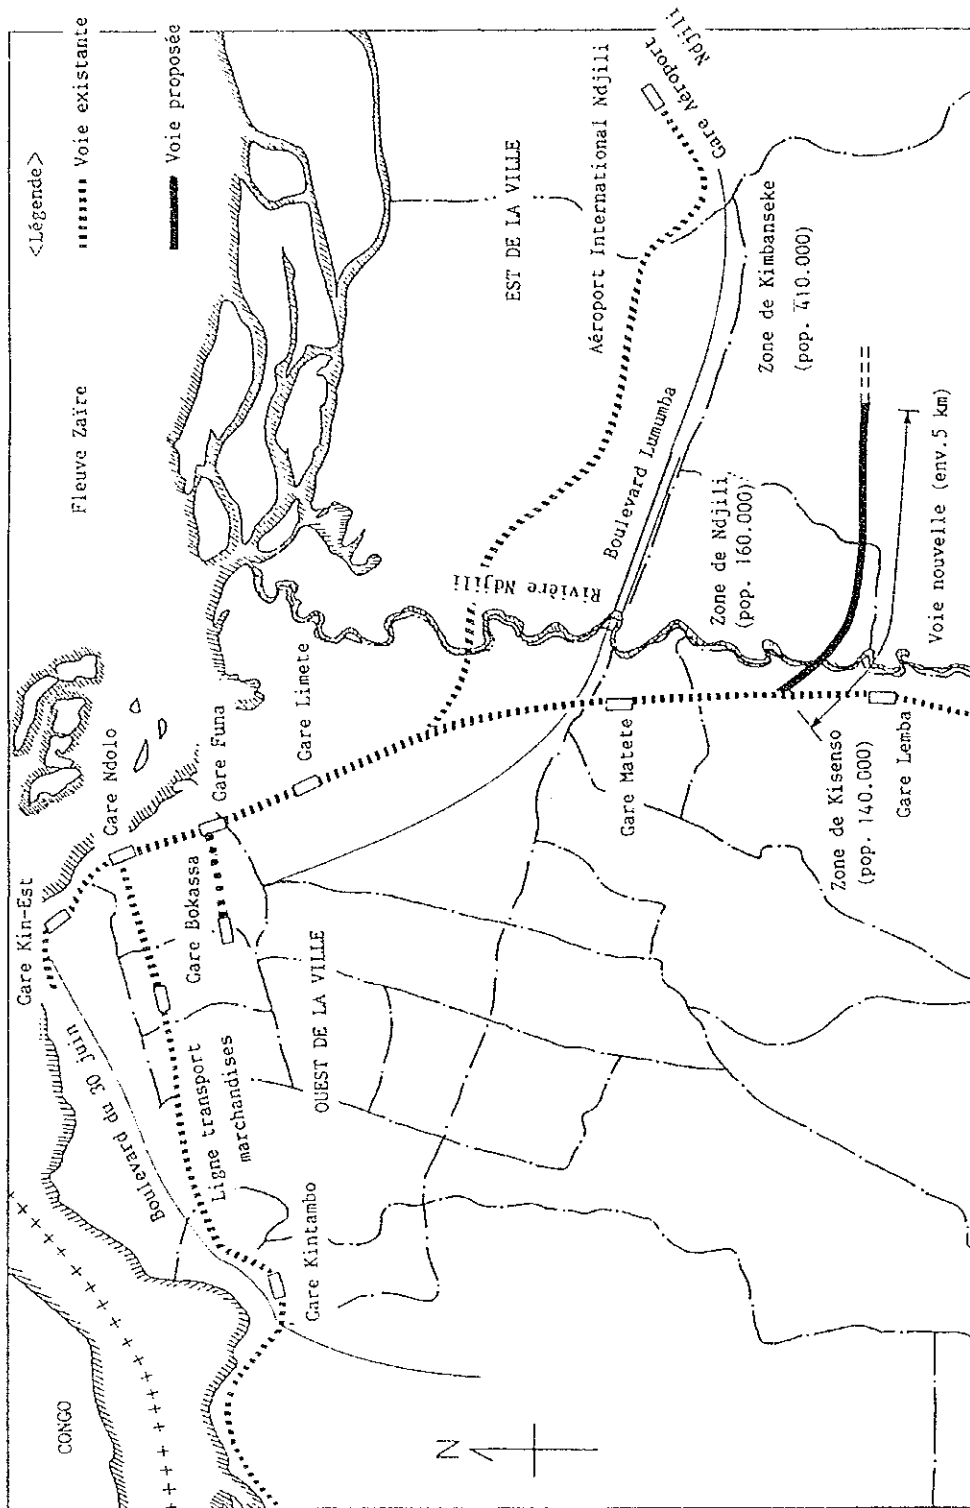 <Légende>
Voie existante
Voie proposée
Fleuve Zaïre
CONGO
Gare Kin-Est
Gare Ndolo
Gare Funa
Gare Limete
Gare Bokassa
Boulevard du 30 juin
Ligne transport
marchandises
Gare Kintambo
OUEST DE LA VILLE
EST DE LA VILLE
Rivière Ndjili
Aéroport International Ndjili
Gare Aéroport
Ndjili
Boulevard Lumumba
Zone de Ndjili
(pop. 160.000)
Zone de Kimbanseke
(pop. 410.000)
Gare Matete
Zone de Kisenso
(pop. 140.000)
Gare Lemba
Voie nouvelle (env.5 km)
N